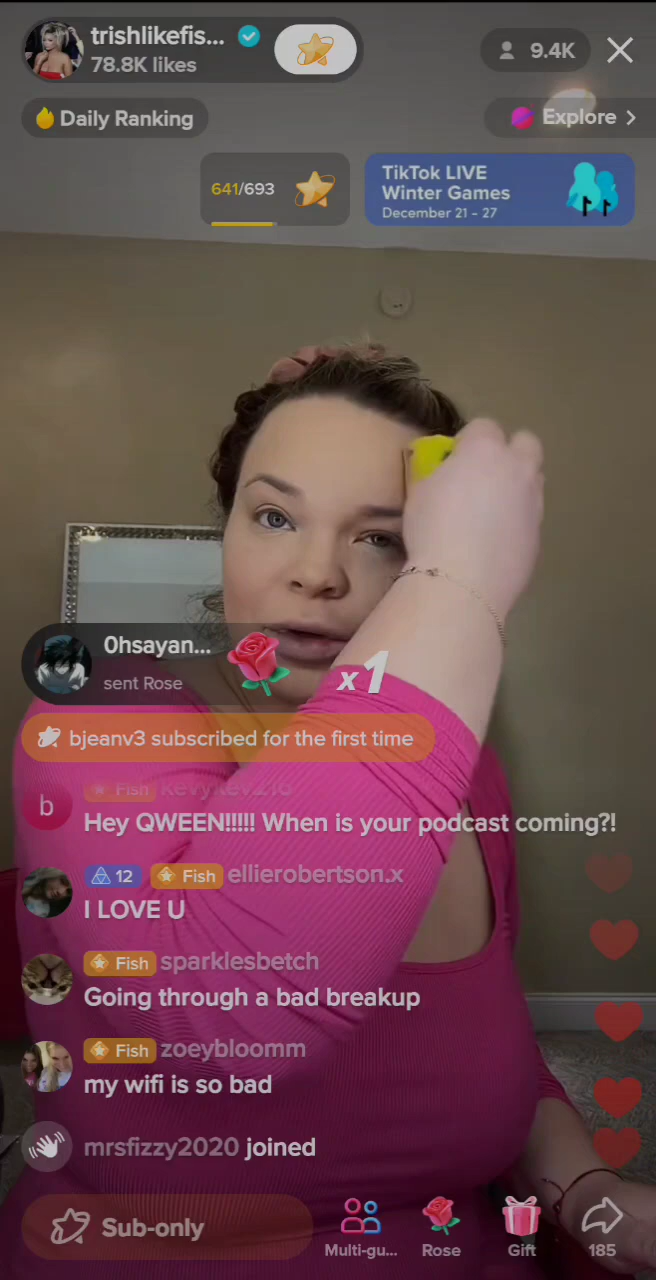 trishlikefis...
78.8K likes
9.4K
Daily Ranking
Explore >
641/693
TikTok LIVE
Winter Games
December 21 - 27
0hsayan...
sent Rose
x1
bjeanv3 subscribed for the first time
b
Fish kevykev216
Hey QWEEN!!!!! When is your podcast coming?!
12 Fish ellierobertson.x
I LOVE U
Fish sparklesbetch
Going through a bad breakup
Fish zoeybloomm
my wifi is so bad
mrsfizzy2020 joined
Sub-only
Multi-gu...
Rose
Gift
185